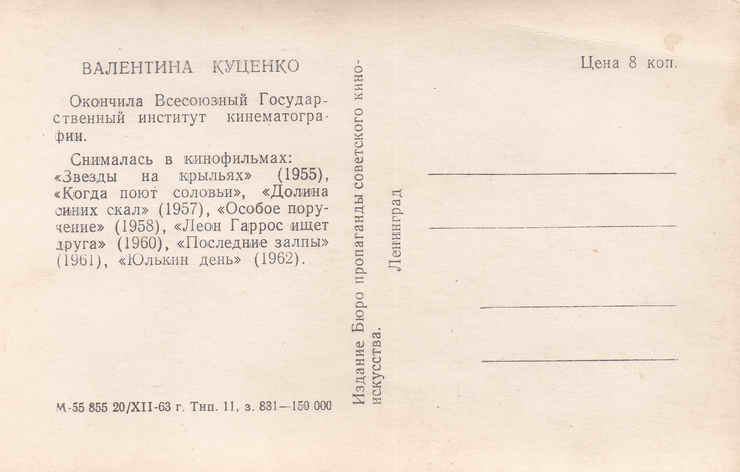 ВАЛЕНТИНА КУЦЕНКО
Окончила Всесоюзный Государ-
ственный институт кинематогра-
фии.
Снималась в кинофильмах:
«Звезды на крыльях» (1955),
«Когда поют соловьи», «Долина
синих скал» (1957), «Особое пору-
чение» (1958), «Леон Гаррос ищет
друга» (1960), «Последние залпы»
(1961), «Юлькин день» (1962).
М-55 855 20/XII-63 г. Тип. 11, з. 831—150 000
Издание Бюро пропаганды советского кино-
искусства.
Ленинград
Цена 8 коп.